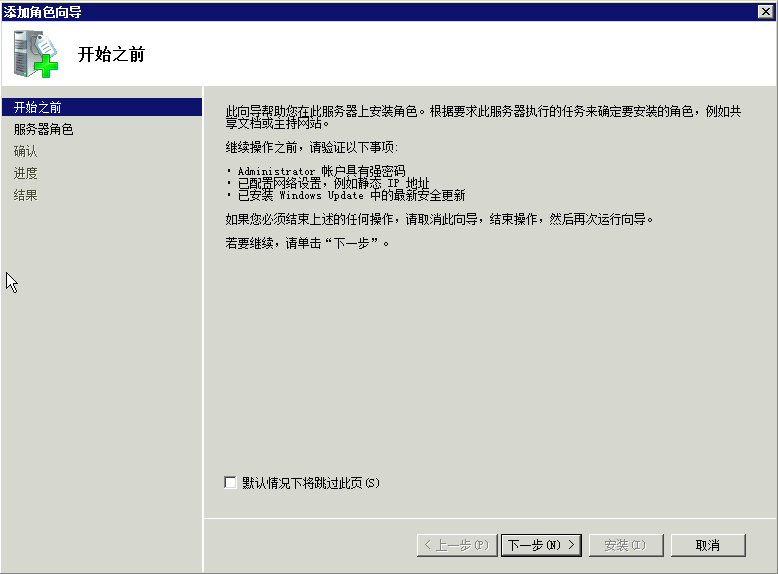 添加角色向导
开始之前
开始之前
服务器角色
确认
进度
结果
此向导帮助您在此服务器上安装角色。根据要求此服务器执行的任务来确定要安装的角色，例如共
享文档或主持网站。
继续操作之前，请验证以下事项:
· Administrator 帐户具有强密码
· 已配置网络设置，例如静态 IP 地址
· 已安装 Windows Update 中的最新安全更新
如果您必须结束上述的任何操作，请取消此向导，结束操作，然后再次运行向导。
若要继续，请单击“下一步”。
默认情况下将跳过此页(S)
< 上一步(P)
下一步(N) >
安装(I)
取消